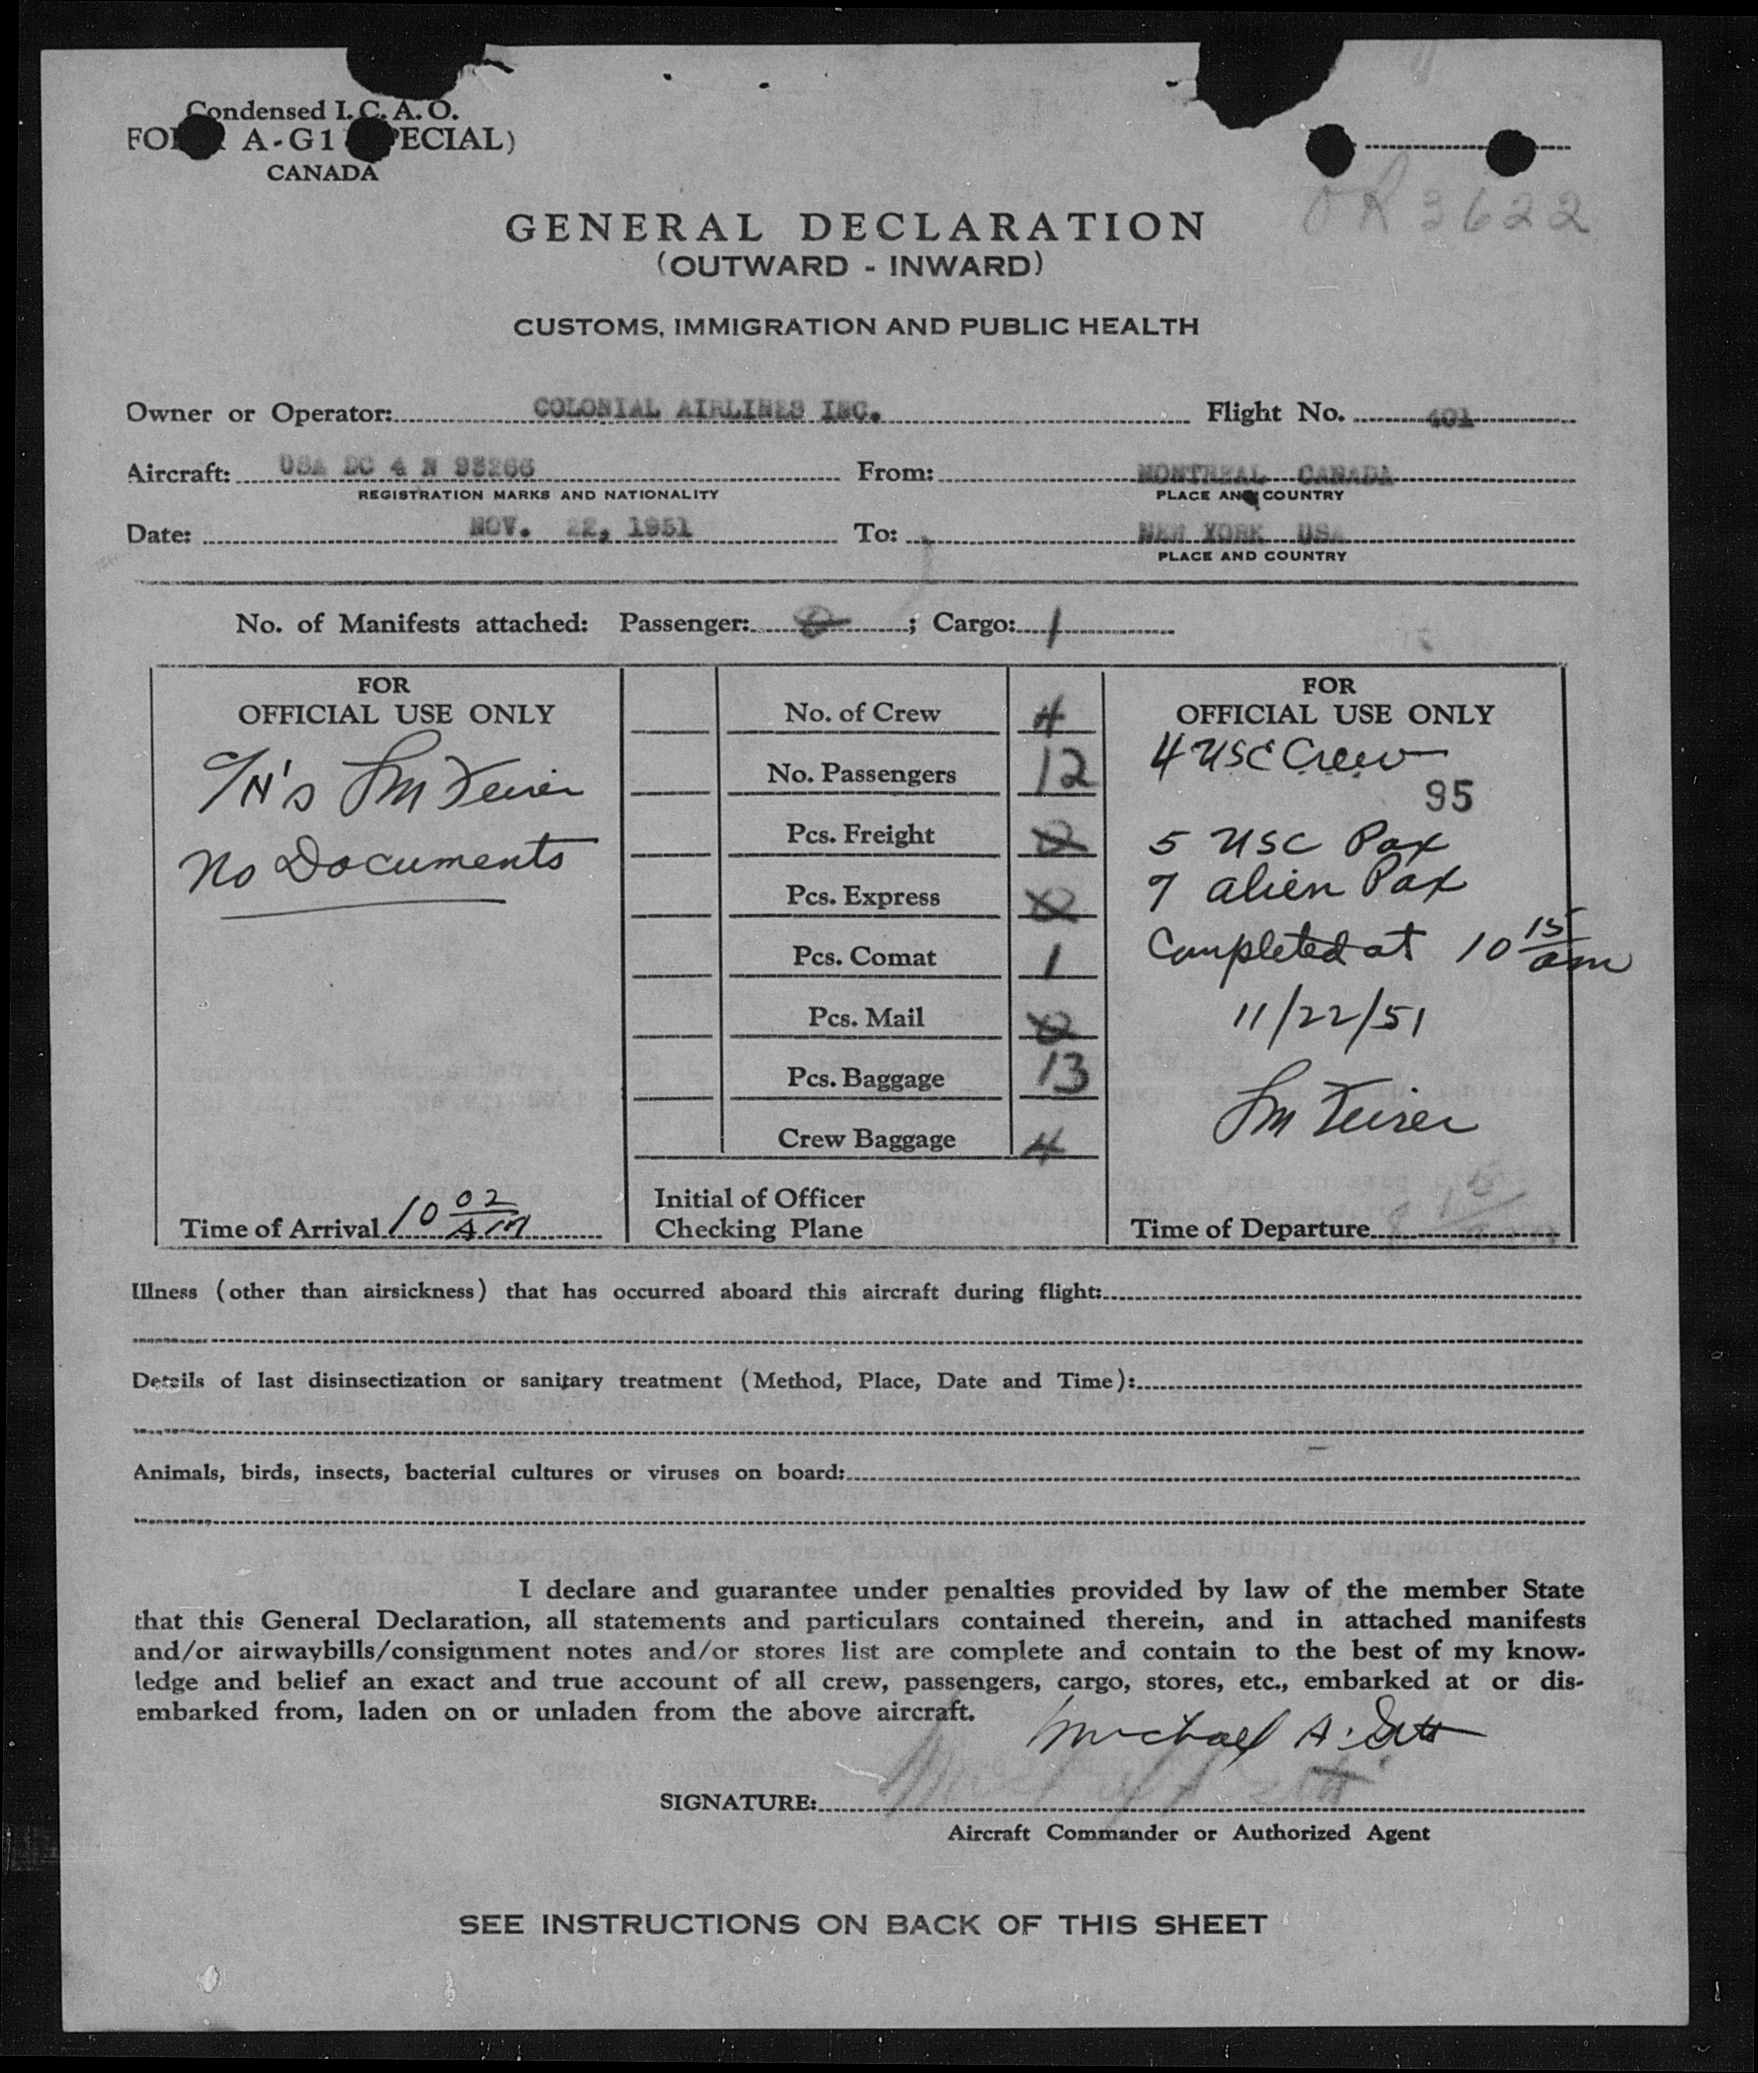 Condensed I. C. A. O.
A-G1
CANADA
OR 3622
GENERAL DECLARATION
(OUTWARD - INWARD)
CUSTOMS, IMMIGRATION AND PUBLIC HEALTH
Owner or Operator: COLONIAL AIRLINES INC. Flight No. 401
Aircraft: USA DC 4 N From: MONTREAL CANADA
REGISTRATION MARKS AND NATIONALITY PLACE AND COUNTRY
Date: NOV. 22, 1951 To: NEW YORK USA
PLACE AND COUNTRY
No. of Manifests attached: Passenger: 0 ; Cargo: 1
FOR
OFFICIAL USE ONLY
No Documents
Time of Arrival 10 02 AM
No. of Crew 4
No. Passengers 12
Pcs. Freight 0
Pcs. Express 0
Pcs. Comat 1
Pcs. Mail 0
Pcs. Baggage 13
Crew Baggage 4
Initial of Officer
Checking Plane
FOR
OFFICIAL USE ONLY
4 USC Crew
95
5 USC Pax
7 alien Pax
Completed at 10 15 am
11/22/51
Time of Departure
Illness (other than airsickness) that has occurred aboard this aircraft during flight:
Details of last disinsectization or sanitary treatment (Method, Place, Date and Time):
Animals, birds, insects, bacterial cultures or viruses on board:
I declare and guarantee under penalties provided by law of the member State
that this General Declaration, all statements and particulars contained therein, and in attached manifests
and/or airwaybills/consignment notes and/or stores list are complete and contain to the best of my know-
ledge and belief an exact and true account of all crew, passengers, cargo, stores, etc., embarked at or dis-
embarked from, laden on or unladen from the above aircraft.
Michael A.
SIGNATURE:
Aircraft Commander or Authorized Agent
SEE INSTRUCTIONS ON BACK OF THIS SHEET